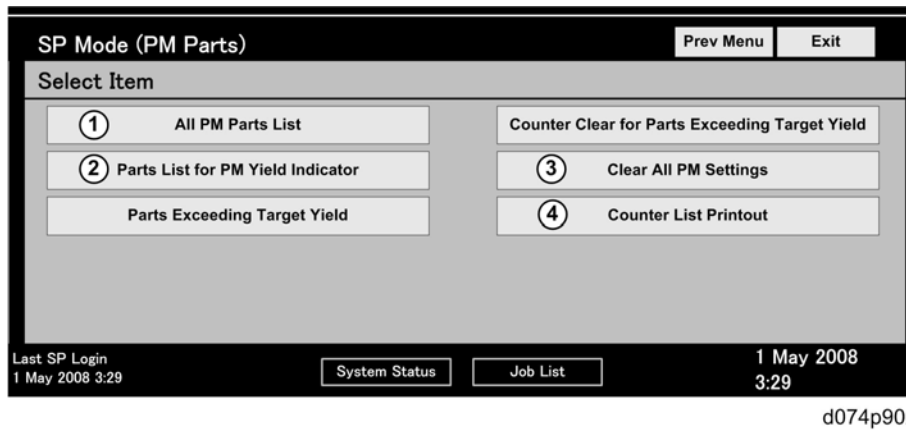 SP Mode (PM Parts)
Prev Menu
Exit
Select Item
1 All PM Parts List
Counter Clear for Parts Exceeding Target Yield
2 Parts List for PM Yield Indicator
3 Clear All PM Settings
Parts Exceeding Target Yield
4 Counter List Printout
Last SP Login
1 May 2008 3:29
System Status
Job List
1 May 2008
3:29
d074p90